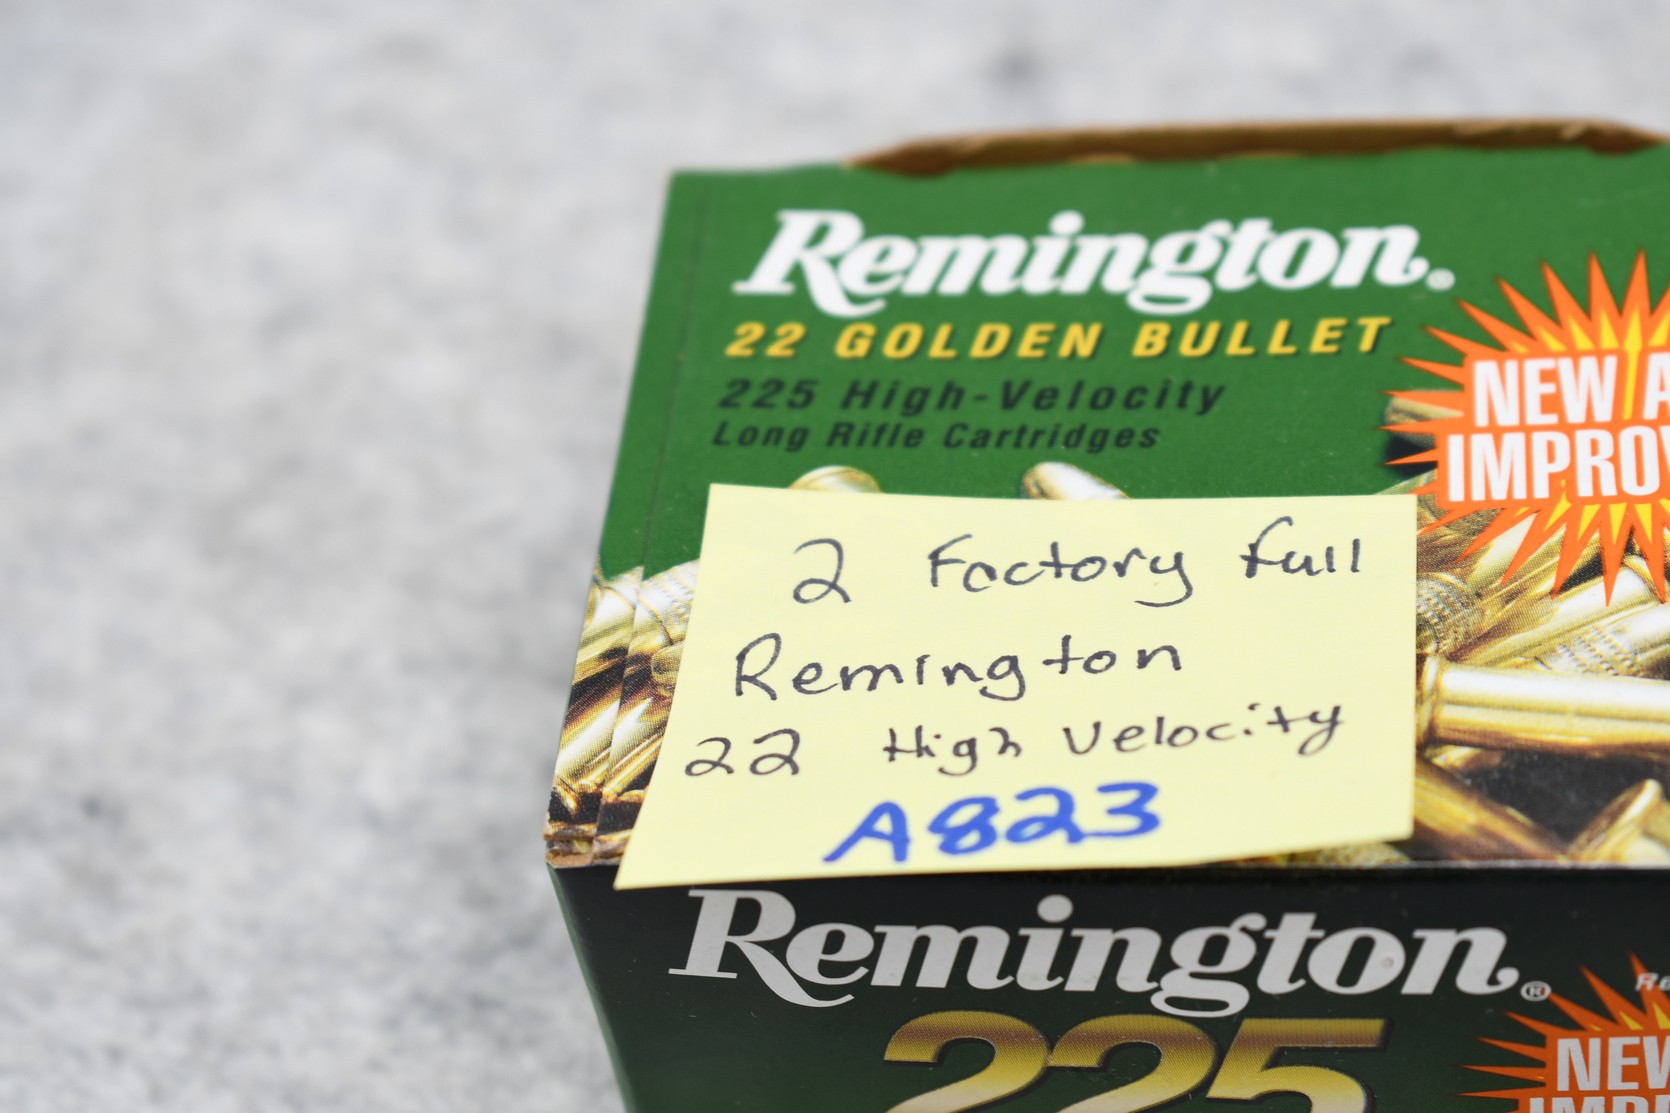 Remington®
22 GOLDEN BULLET
225 High-Velocity
Long Rifle Cartridges
NEW A
IMPROV
2 Factory full
Remington
22 High Velocity
A823
Remington®
225
NEW